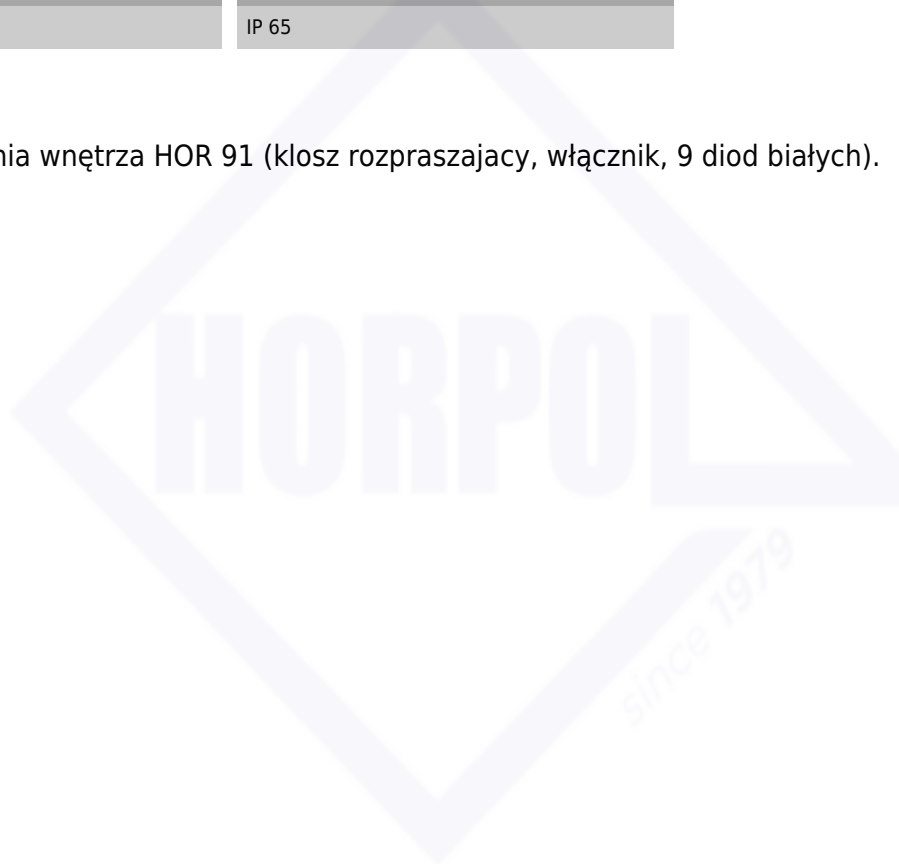 IP 65
nia wnętrza HOR 91 (klosz rozpraszajacy, włącznik, 9 diod białych).
HORPOL
since 1979